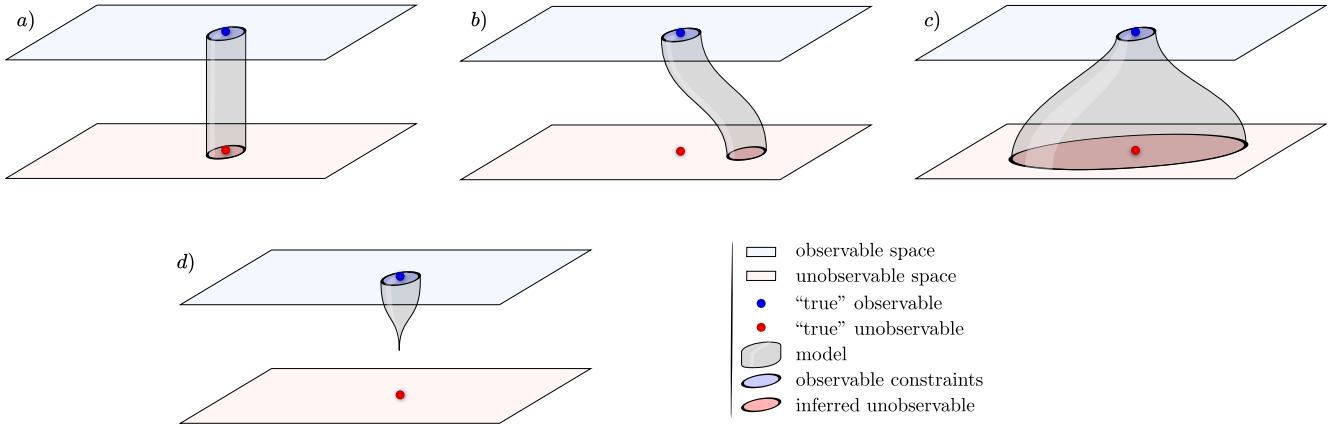 a)
b)
c)
d)
observable space
unobservable space
“true” observable
“true” unobservable
model
observable constraints
inferred unobservable